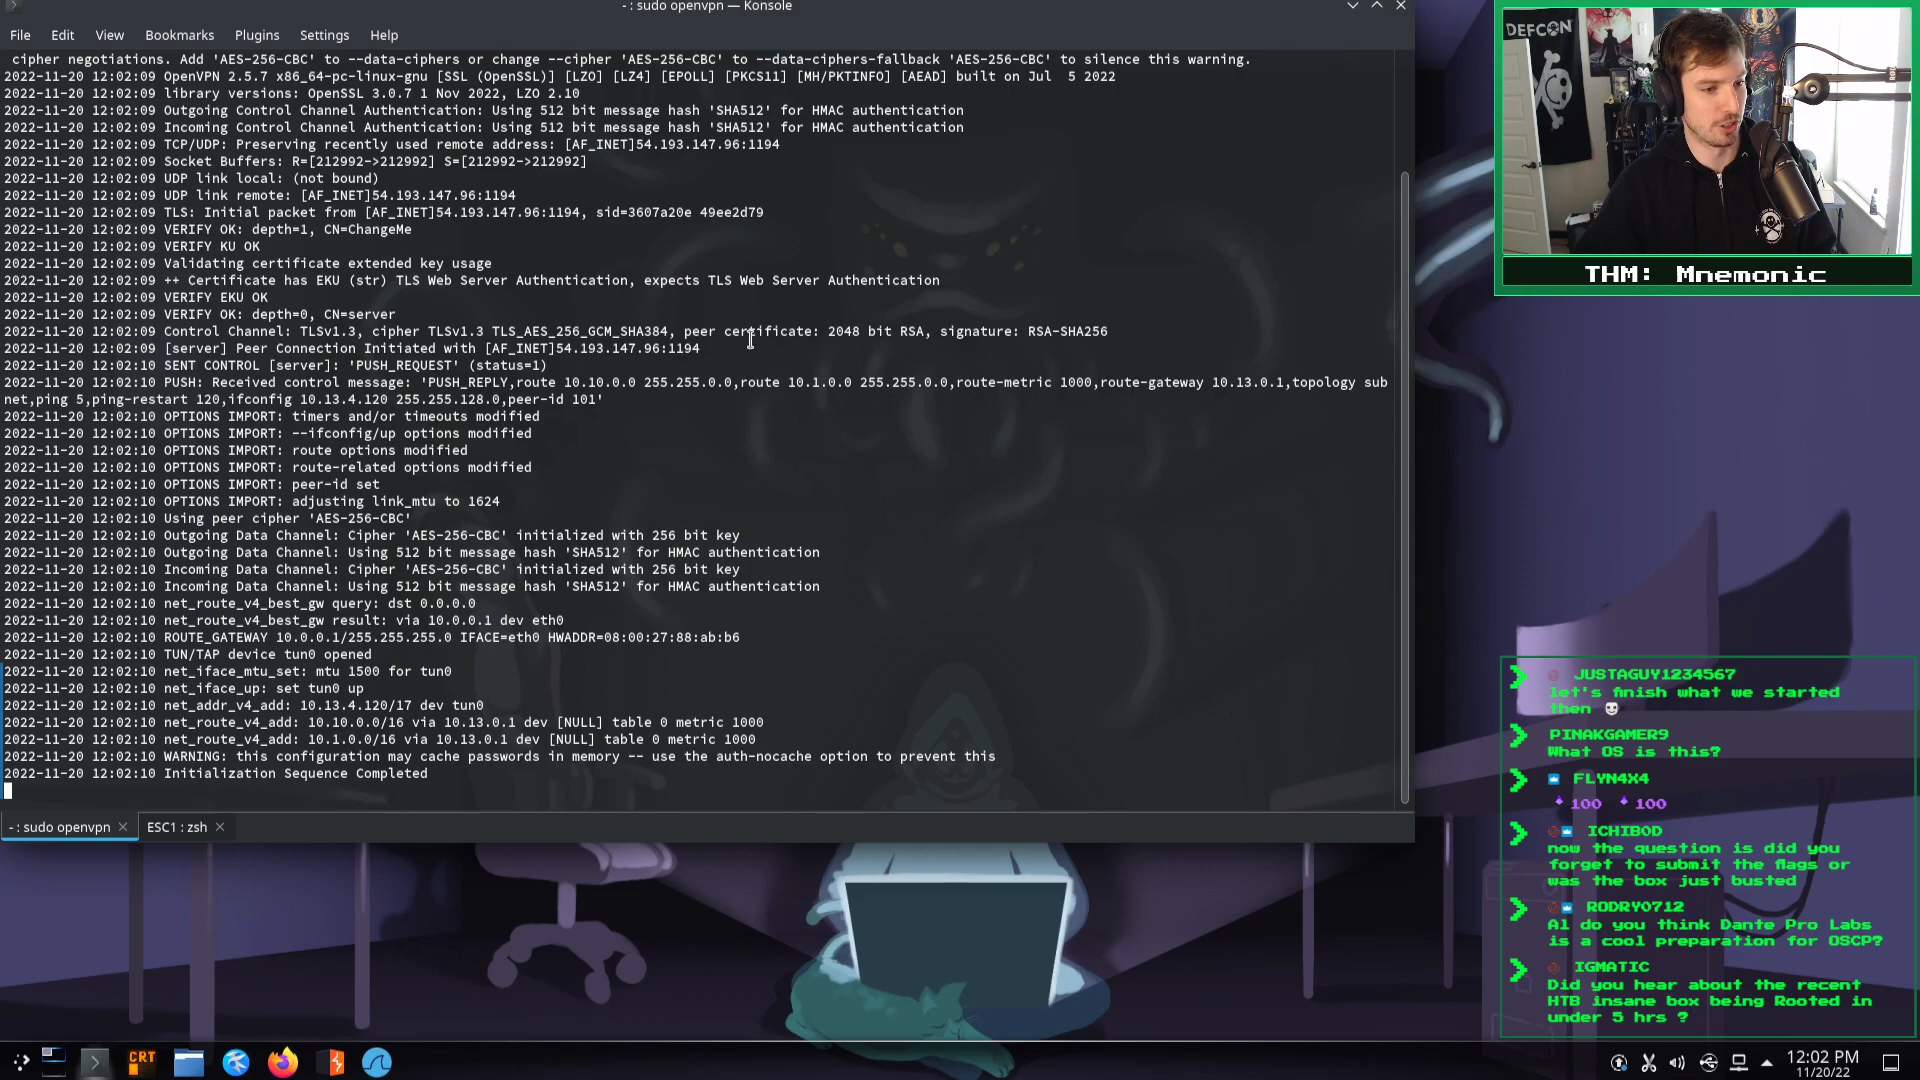 - : sudo openvpn — Konsole
File Edit View Bookmarks Plugins Settings Help
cipher negotiations. Add 'AES-256-CBC' to --data-ciphers or change --cipher 'AES-256-CBC' to --data-ciphers-fallback 'AES-256-CBC' to silence this warning.
2022-11-20 12:02:09 OpenVPN 2.5.7 x86_64-pc-linux-gnu [SSL (OpenSSL)] [LZO] [LZ4] [EPOLL] [PKCS11] [MH/PKTINFO] [AEAD] built on Jul  5 2022
2022-11-20 12:02:09 library versions: OpenSSL 3.0.7 1 Nov 2022, LZO 2.10
2022-11-20 12:02:09 Outgoing Control Channel Authentication: Using 512 bit message hash 'SHA512' for HMAC authentication
2022-11-20 12:02:09 Incoming Control Channel Authentication: Using 512 bit message hash 'SHA512' for HMAC authentication
2022-11-20 12:02:09 TCP/UDP: Preserving recently used remote address: [AF_INET]54.193.147.96:1194
2022-11-20 12:02:09 Socket Buffers: R=[212992->212992] S=[212992->212992]
2022-11-20 12:02:09 UDP link local: (not bound)
2022-11-20 12:02:09 UDP link remote: [AF_INET]54.193.147.96:1194
2022-11-20 12:02:09 TLS: Initial packet from [AF_INET]54.193.147.96:1194, sid=3607a20e 49ee2d79
2022-11-20 12:02:09 VERIFY OK: depth=1, CN=ChangeMe
2022-11-20 12:02:09 VERIFY KU OK
2022-11-20 12:02:09 Validating certificate extended key usage
2022-11-20 12:02:09 ++ Certificate has EKU (str) TLS Web Server Authentication, expects TLS Web Server Authentication
2022-11-20 12:02:09 VERIFY EKU OK
2022-11-20 12:02:09 VERIFY OK: depth=0, CN=server
2022-11-20 12:02:09 Control Channel: TLSv1.3, cipher TLSv1.3 TLS_AES_256_GCM_SHA384, peer certificate: 2048 bit RSA, signature: RSA-SHA256
2022-11-20 12:02:09 [server] Peer Connection Initiated with [AF_INET]54.193.147.96:1194
2022-11-20 12:02:10 SENT CONTROL [server]: 'PUSH_REQUEST' (status=1)
2022-11-20 12:02:10 PUSH: Received control message: 'PUSH_REPLY,route 10.10.0.0 255.255.0.0,route 10.1.0.0 255.255.0.0,route-metric 1000,route-gateway 10.13.0.1,topology sub
net,ping 5,ping-restart 120,ifconfig 10.13.4.120 255.255.128.0,peer-id 101'
2022-11-20 12:02:10 OPTIONS IMPORT: timers and/or timeouts modified
2022-11-20 12:02:10 OPTIONS IMPORT: --ifconfig/up options modified
2022-11-20 12:02:10 OPTIONS IMPORT: route options modified
2022-11-20 12:02:10 OPTIONS IMPORT: route-related options modified
2022-11-20 12:02:10 OPTIONS IMPORT: peer-id set
2022-11-20 12:02:10 OPTIONS IMPORT: adjusting link_mtu to 1624
2022-11-20 12:02:10 Using peer cipher 'AES-256-CBC'
2022-11-20 12:02:10 Outgoing Data Channel: Cipher 'AES-256-CBC' initialized with 256 bit key
2022-11-20 12:02:10 Outgoing Data Channel: Using 512 bit message hash 'SHA512' for HMAC authentication
2022-11-20 12:02:10 Incoming Data Channel: Cipher 'AES-256-CBC' initialized with 256 bit key
2022-11-20 12:02:10 Incoming Data Channel: Using 512 bit message hash 'SHA512' for HMAC authentication
2022-11-20 12:02:10 net_route_v4_best_gw query: dst 0.0.0.0
2022-11-20 12:02:10 net_route_v4_best_gw result: via 10.0.0.1 dev eth0
2022-11-20 12:02:10 ROUTE_GATEWAY 10.0.0.1/255.255.255.0 IFACE=eth0 HWADDR=08:00:27:88:ab:b6
2022-11-20 12:02:10 TUN/TAP device tun0 opened
2022-11-20 12:02:10 net_iface_mtu_set: mtu 1500 for tun0
2022-11-20 12:02:10 net_iface_up: set tun0 up
2022-11-20 12:02:10 net_addr_v4_add: 10.13.4.120/17 dev tun0
2022-11-20 12:02:10 net_route_v4_add: 10.10.0.0/16 via 10.13.0.1 dev [NULL] table 0 metric 1000
2022-11-20 12:02:10 net_route_v4_add: 10.1.0.0/16 via 10.13.0.1 dev [NULL] table 0 metric 1000
2022-11-20 12:02:10 WARNING: this configuration may cache passwords in memory -- use the auth-nocache option to prevent this
2022-11-20 12:02:10 Initialization Sequence Completed
- : sudo openvpn
ESC1 : zsh
DEFCON
THM: Mnemonic
JUSTAGUY1234567
let's finish what we started
then
PINAKGAMER9
What OS is this?
FLYN4X4
100 100
ICHIBOD
now the question is did you
forget to submit the flags or
was the box just busted
RODRY0712
Al do you think Dante Pro Labs
is a cool preparation for OSCP?
IGMATIC
Did you hear about the recent
HTB insane box being Rooted in
under 5 hrs ?
CRT
12:02 PM
11/20/22